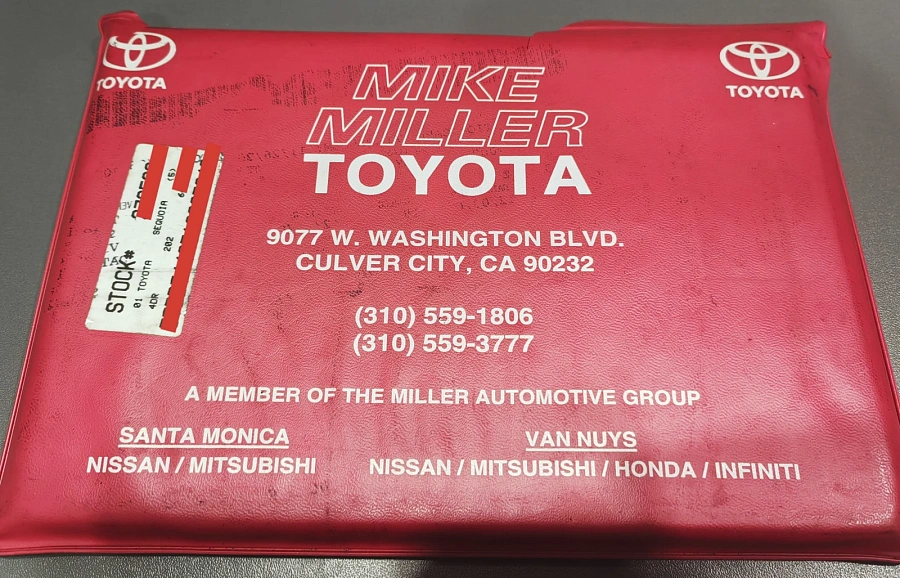 TOYOTA
TOYOTA
MIKE
MILLER
TOYOTA
9077 W. WASHINGTON BLVD.
CULVER CITY, CA 90232
(310) 559-1806
(310) 559-3777
A MEMBER OF THE MILLER AUTOMOTIVE GROUP
SANTA MONICA
NISSAN / MITSUBISHI
VAN NUYS
NISSAN / MITSUBISHI / HONDA / INFINITI
STOCK#
01 TOYOTA SEQUOIA (S)
4DR 202 6